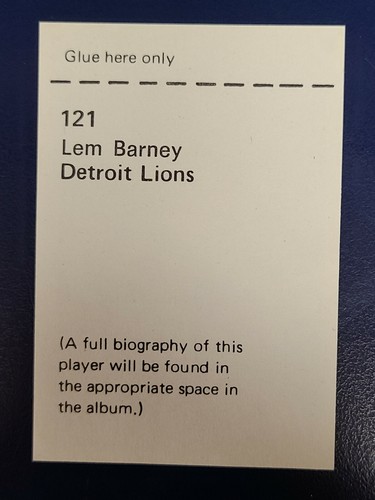 Glue here only
121
Lem Barney
Detroit Lions
(A full biography of this
player will be found in
the appropriate space in
the album.)